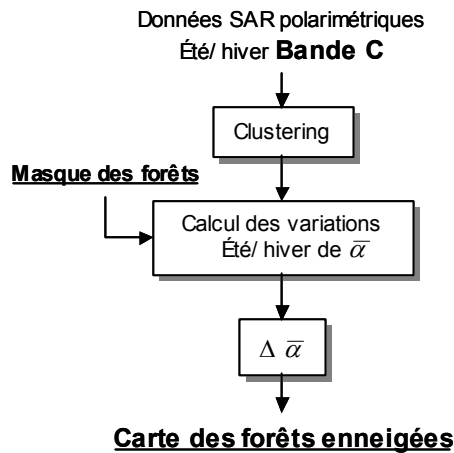 Données SAR polarimétriques
Été/ hiver Bande C
Clustering
Masque des forêts
Calcul des variations
Été/ hiver de α̅
Δ α̅
Carte des forêts enneigées